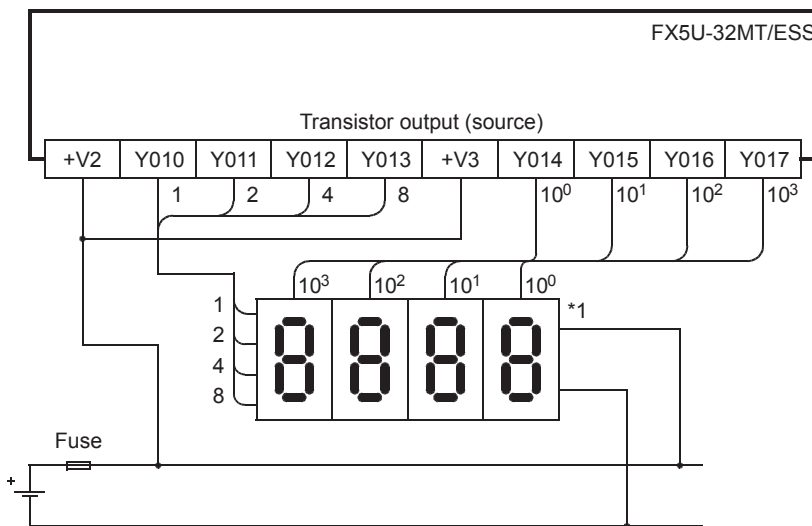 FX5U-32MT/ESS
Transistor output (source)
+V2 Y010 Y011 Y012 Y013 +V3 Y014 Y015 Y016 Y017
1 2 4 8 10⁰ 10¹ 10² 10³
10³ 10² 10¹ 10⁰
1 *1
2
4
8
Fuse
+